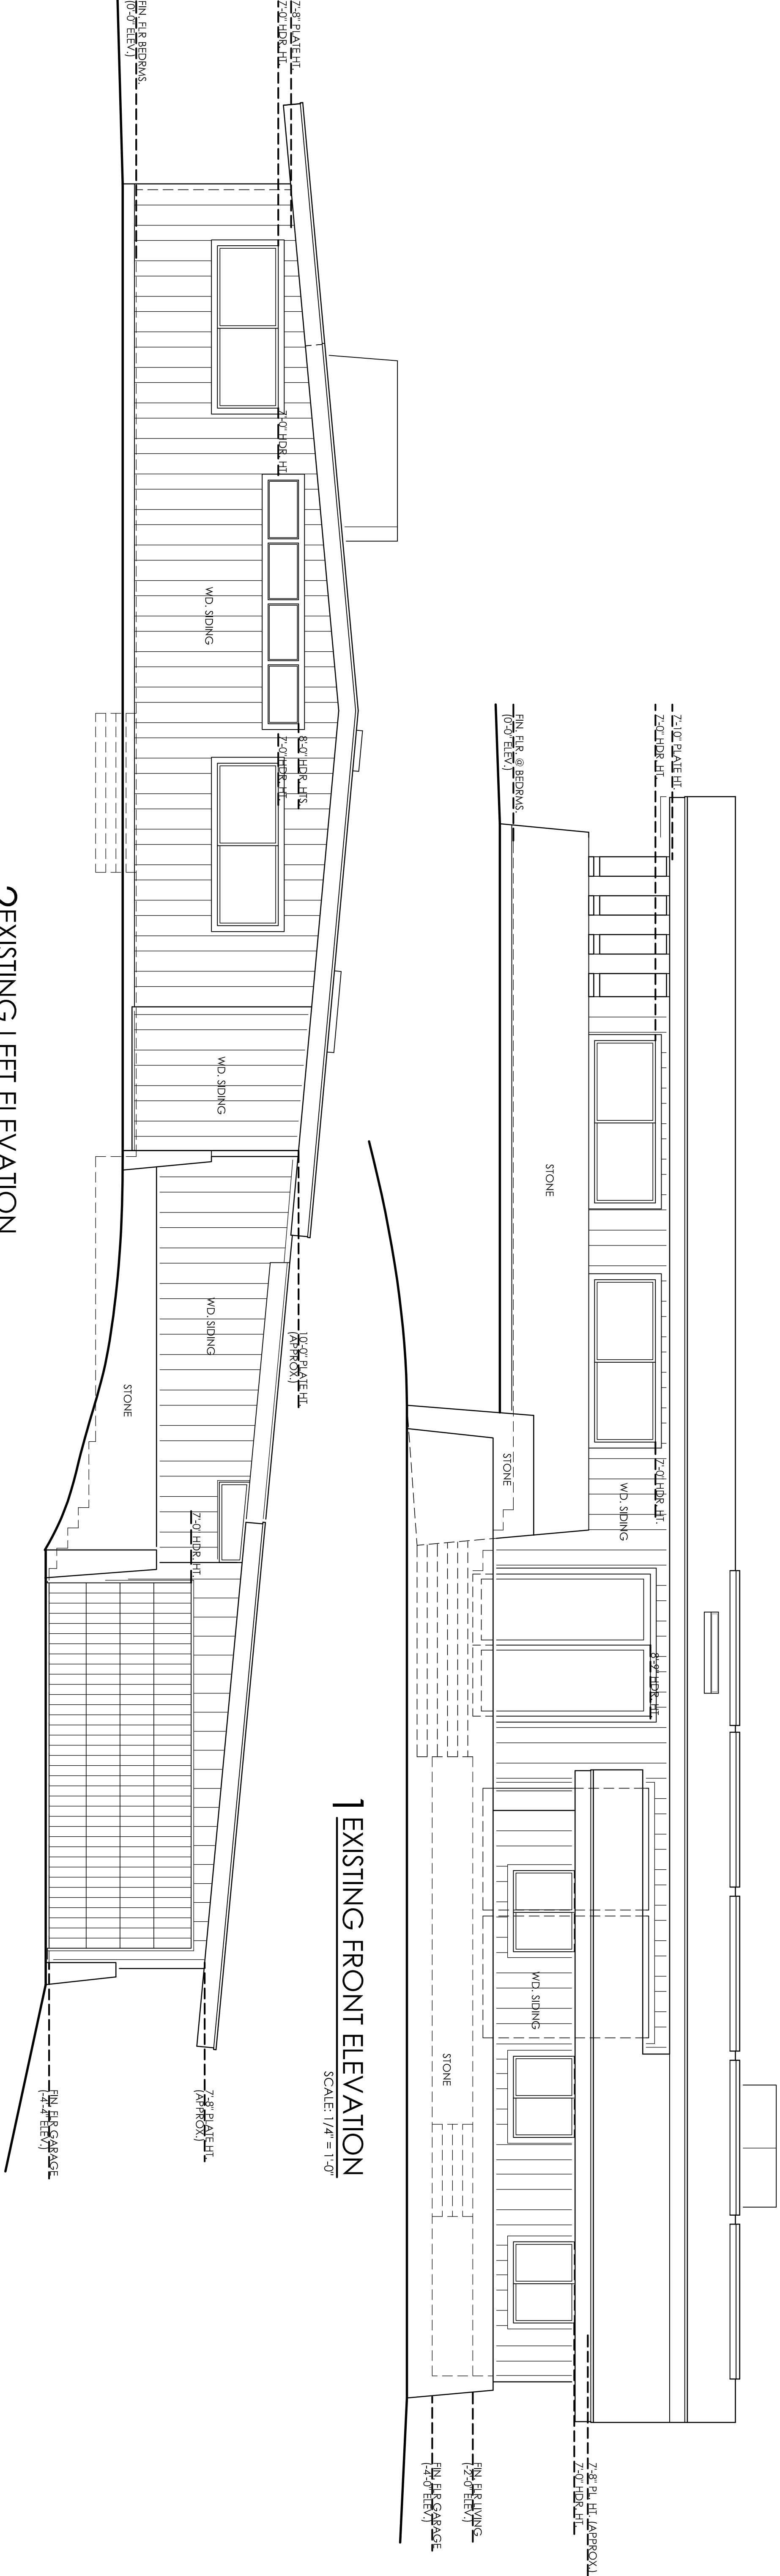 7'-10" PLATE HT.
7'-0" HDR. HT.
FIN. FLR. @ BEDRMS.
(0'-0" ELEV.)
STONE
STONE
7'-0" HDR. HT.
WD. SIDING
8'-9" HDR. HT.
WD. SIDING
STONE
7'-8" PL. HT. (APPROX.)
7'-0" HDR. HT.
FIN. FLR LIVING
(-2'-0" ELEV.)
FIN. FLR GARAGE
(-4'-0" ELEV.)
1 EXISTING FRONT ELEVATION
SCALE: 1/4" = 1'-0"
7'-8" PLATE HT.
7'-0" HDR. HT.
FIN. FLR BEDRMS.
(0'-0" ELEV.)
7'-0" HDR. HT.
WD. SIDING
8'-0" HDR. HTS.
7'-0" HDR. HT.
WD. SIDING
10'-0" PLATE HT.
(APPROX.)
WD. SIDING
STONE
7'-0" HDR. HT.
7'-8" PLATE HT.
(APPROX.)
FIN. FLR GARAGE
(-4'-4" ELEV.)
2 EXISTING LEFT ELEVATION